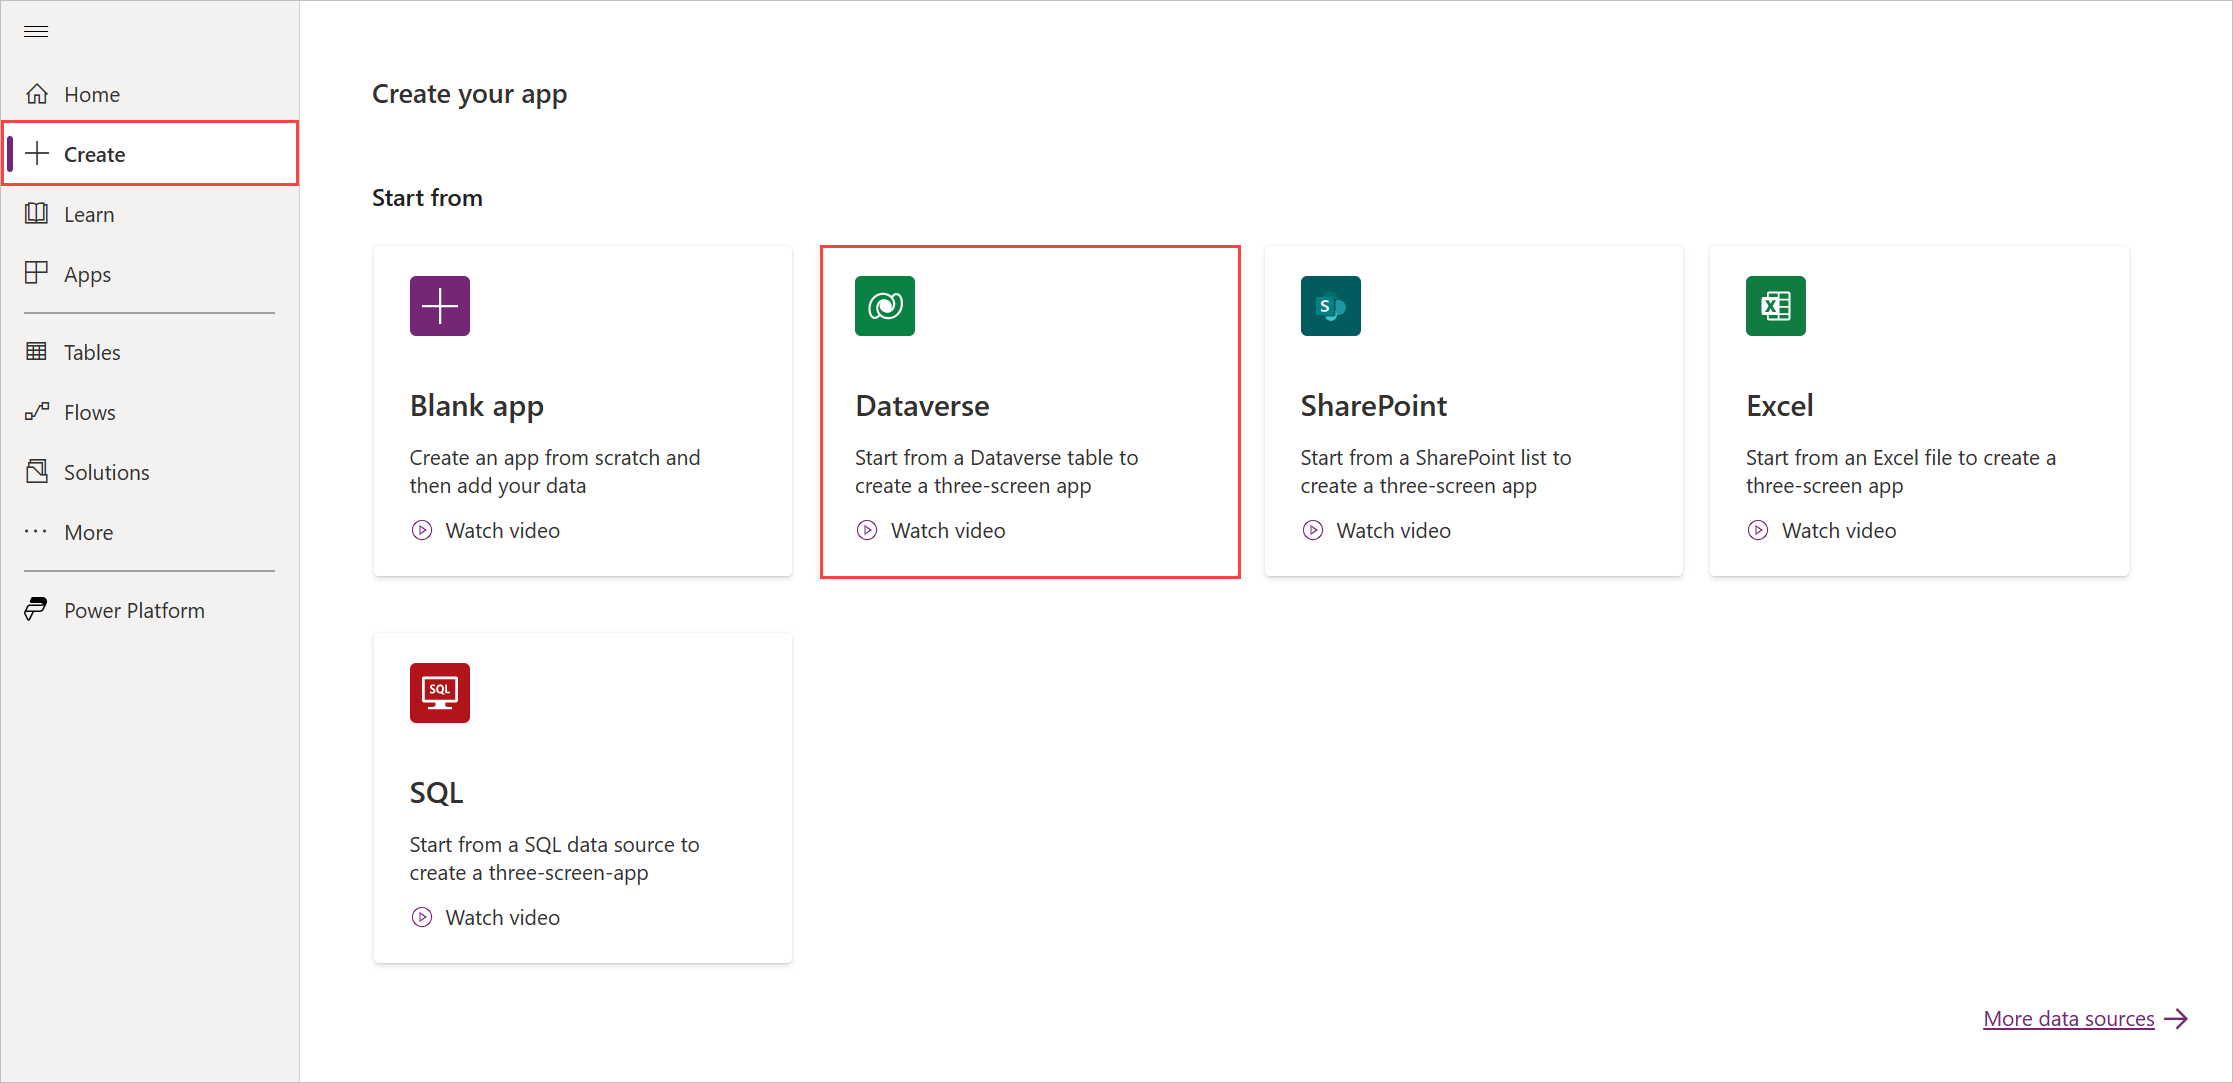 Home
Create
Learn
Apps
Tables
Flows
Solutions
More
Power Platform
Create your app
Start from
Blank app
Create an app from scratch and
then add your data
Watch video
Dataverse
Start from a Dataverse table to
create a three-screen app
Watch video
S
SharePoint
Start from a SharePoint list to
create a three-screen app
Watch video
X
Excel
Start from an Excel file to create a
three-screen app
Watch video
SQL
SQL
Start from a SQL data source to
create a three-screen-app
Watch video
More data sources